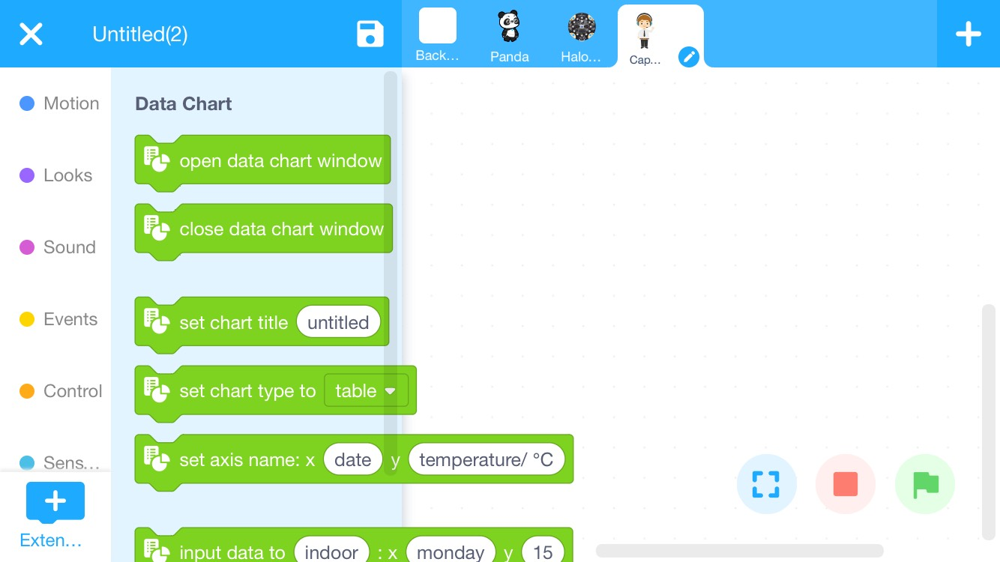 Untitled(2)
Back...
Panda
Halo...
Cap...
Motion
Looks
Sound
Events
Control
Sens...
Exten...
Data Chart
open data chart window
close data chart window
set chart title untitled
set chart type to table
set axis name: x date y temperature/ °C
input data to indoor : x monday y 15